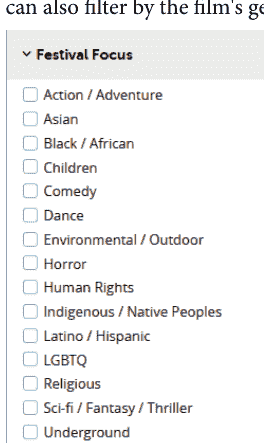 can also filter by the film's ge
Festival Focus
Action / Adventure
Asian
Black / African
Children
Comedy
Dance
Environmental / Outdoor
Horror
Human Rights
Indigenous / Native Peoples
Latino / Hispanic
LGBTQ
Religious
Sci-fi / Fantasy / Thriller
Underground